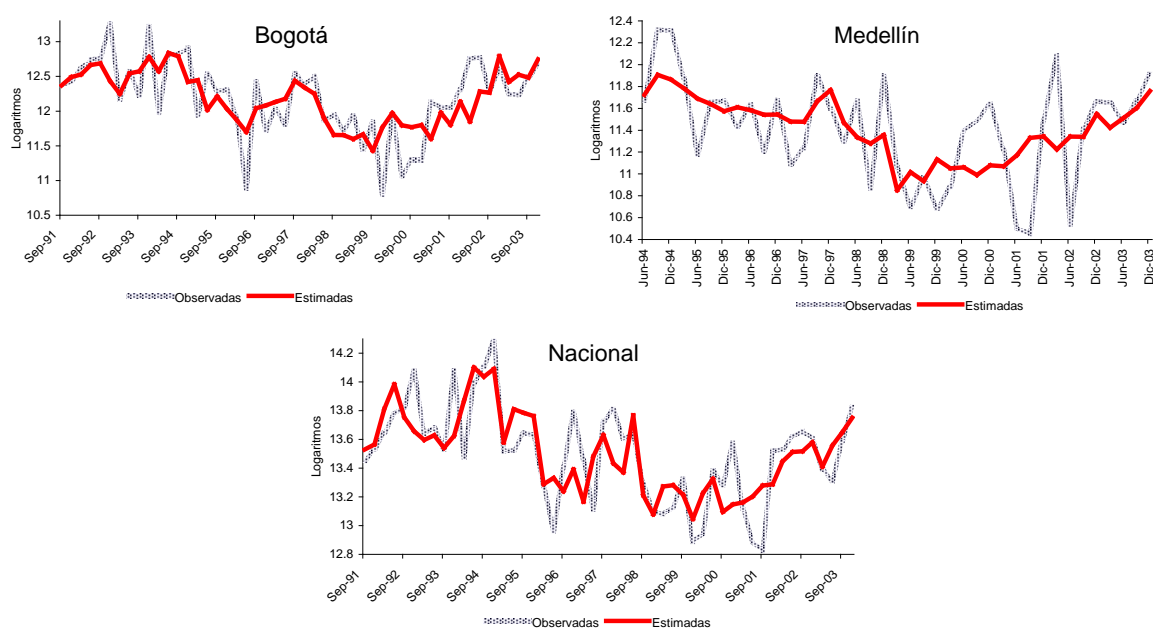 Bogotá
Logaritmos
13
12.5
12
11.5
11
10.5
Sep-91
Sep-92
Sep-93
Sep-94
Sep-95
Sep-96
Sep-97
Sep-98
Sep-99
Sep-00
Sep-01
Sep-02
Sep-03
Observadas
Estimadas
Medellín
Logaritmos
12.4
12.2
12
11.8
11.6
11.4
11.2
11
10.8
10.6
10.4
Jun-94
Dic-94
Jun-95
Dic-95
Jun-96
Dic-96
Jun-97
Dic-97
Jun-98
Dic-98
Jun-99
Dic-99
Jun-00
Dic-00
Jun-01
Dic-01
Jun-02
Dic-02
Jun-03
Dic-03
Observadas
Estimadas
Nacional
Logaritmos
14.2
14
13.8
13.6
13.4
13.2
13
12.8
Sep-91
Sep-92
Sep-93
Sep-94
Sep-95
Sep-96
Sep-97
Sep-98
Sep-99
Sep-00
Sep-01
Sep-02
Sep-03
Observadas
Estimadas